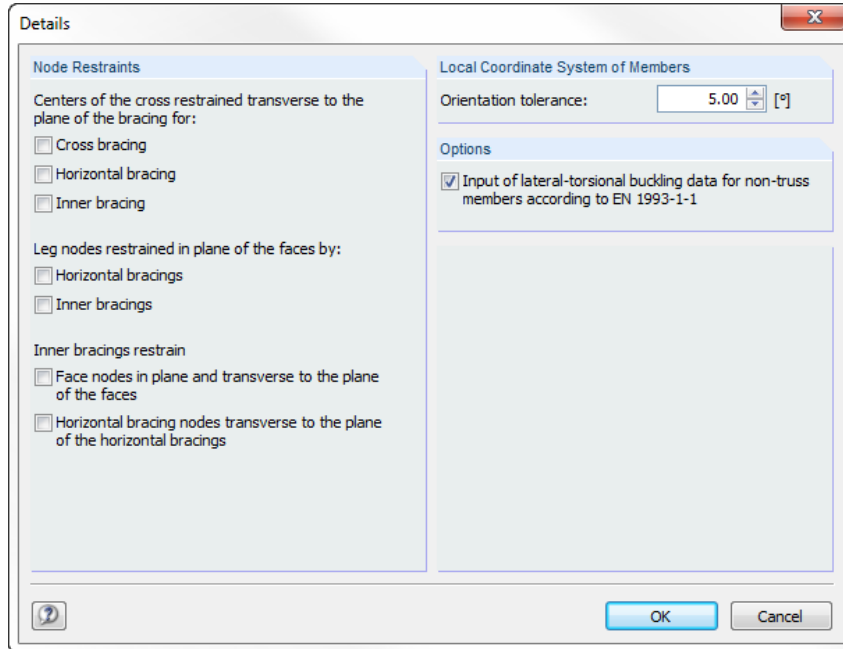 Details
Node Restraints
Centers of the cross restrained transverse to the
plane of the bracing for:
Cross bracing
Horizontal bracing
Inner bracing
Leg nodes restrained in plane of the faces by:
Horizontal bracings
Inner bracings
Inner bracings restrain
Face nodes in plane and transverse to the plane
of the faces
Horizontal bracing nodes transverse to the plane
of the horizontal bracings
Local Coordinate System of Members
Orientation tolerance: 5.00 [°]
Options
Input of lateral-torsional buckling data for non-truss
members according to EN 1993-1-1
OK
Cancel